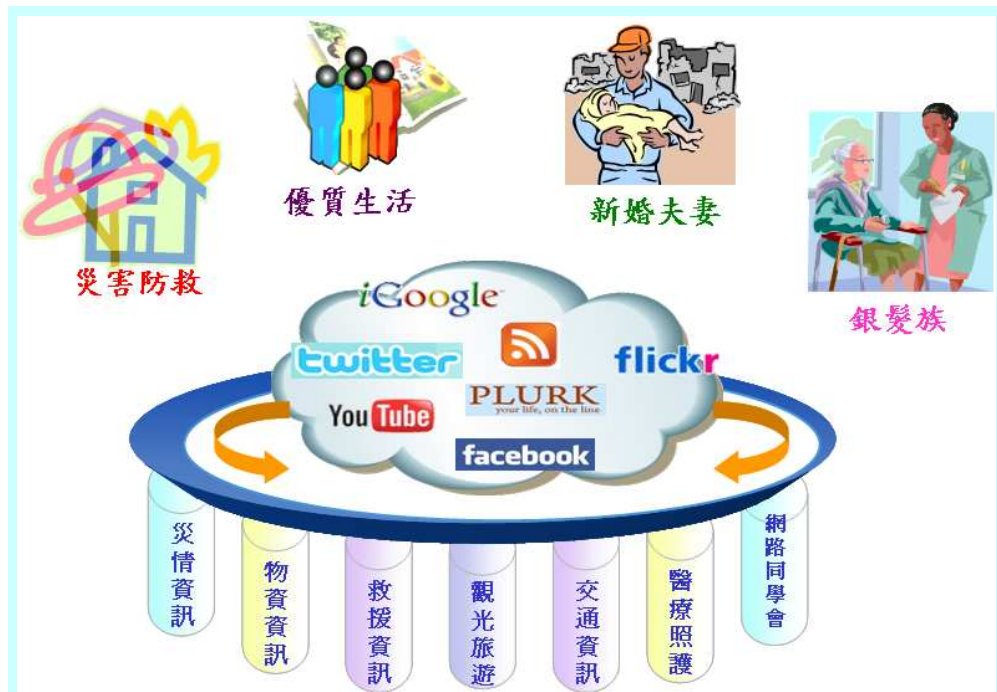 優質生活
新婚夫妻
災害防救
銀髮族
iGoogle
twitter
flickr
You Tube
PLURK
your life, on the line
facebook
災情資訊
物資資訊
救援資訊
觀光旅遊
交通資訊
醫療照護
網路同學會